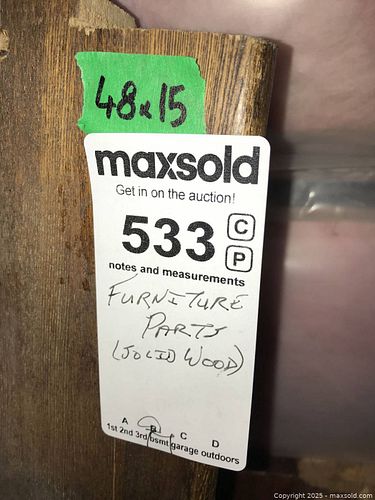 48x15
maxsold
Get in on the auction!
533 C
P
notes and measurements
FURNITURE
PARTS
(SOLID WOOD)
A B C D
1st 2nd 3rd bsmt garage outdoors
Copyright 2025 - maxsold.com